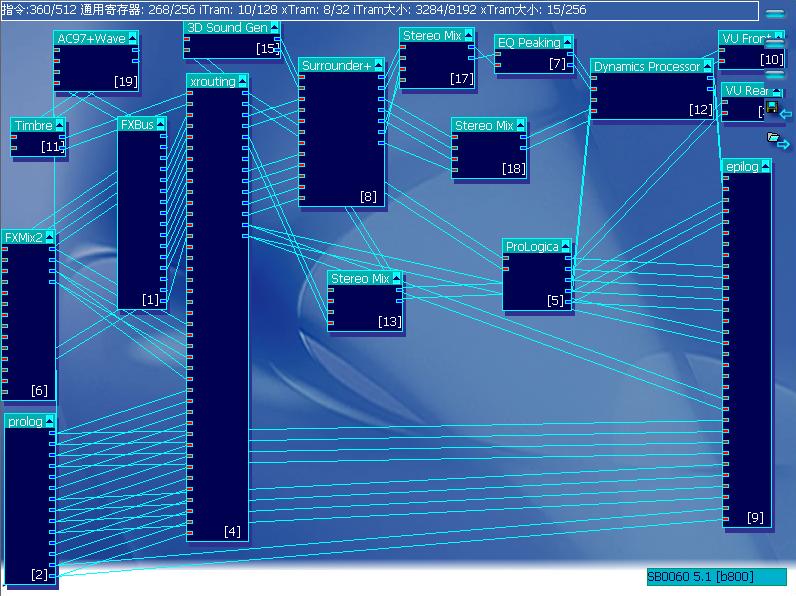 指令:360/512 通用寄存器: 268/256 iTram: 10/128 xTram: 8/32 iTram大小: 3284/8192 xTram大小: 15/256
3D Sound Gen
[15]
AC97+Wave
[19]
Stereo Mix
[17]
EQ Peaking
[7]
VU Front
[10]
Surrounder+
[8]
Dynamics Processor
[12]
xrouting
[4]
VU Rear
Timbre
[11]
FXBus
[1]
Stereo Mix
[18]
epilog
[9]
FXMix2
[6]
ProLogica
[5]
Stereo Mix
[13]
prolog
[2]
SB0060 5.1 [b800]